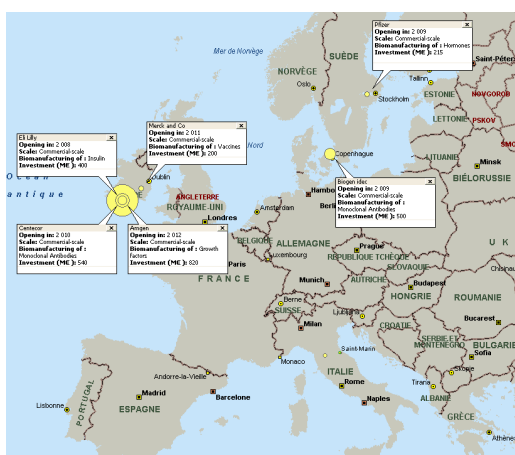 Pfizer
Opening in: 2 009
Scale: Commercial-scale
Biomanufacturing of : Hormones
Investment (ME ): 215
Mer de Norvège
SUÈDE
NORVÈGE
Oslo
Stockholm
Saint-Péter
Tallinn
ESTONIE
NOVGOROD
LETTONIE
PSKOV
SMO
LITUANIE
Minsk
BIÉLORUSSIE
Merck and Co
Opening in: 2 011
Scale: Commercial-scale
Biomanufacturing of : Vaccines
Investment (ME ): 200
Nord
Eli Lilly
Opening in: 2 008
Scale: Commercial-scale
Biomanufacturing of : Insulin
Investment (ME ): 400
Dublin
E
Océan
antique
ANGLETERRE
ROYAUME-UNI
Londres
Copenhague
Biogen idec
Opening in: 2 009
Scale: Commercial-scale
Biomanufacturing of :
Monoclonal Antibodies
Investment (ME ): 500
Hambo
Berli
Amsterdam
Centocor
Opening in: 2 010
Scale: Commercial-scale
Biomanufacturing of :
Monoclonal Antibodies
Investment (ME ): 540
Amgen
Opening in: 2 012
Scale: Commercial-scale
Biomanufacturing of : Growth
Factors
Investment (ME ): 820
BELGIQUE
ALLEMAGNE
Luxembourg
Paris
FRANCE
Prague
RÉPUBLIQUE TCHÈQUE
SLOVAQUIE
U K
Chisinau
Munich
AUTRICHE
Budapest
HONGRIE
ROUMANIE
Berne
SUISSE
Ljubljana
Milan
CROATIE
Bucarest
SERBIE ET
MONTÉNÉGRO
BULGARIE
Sofia
Monaco
Saint-Marin
ITALIE
Rome
Naples
Skopje
Tirana
ALBANIE
GRÈCE
Athènes
Andorre-la-Vieille
Barcelone
Madrid
ESPAGNE
PORTUGAL
Lisbonne